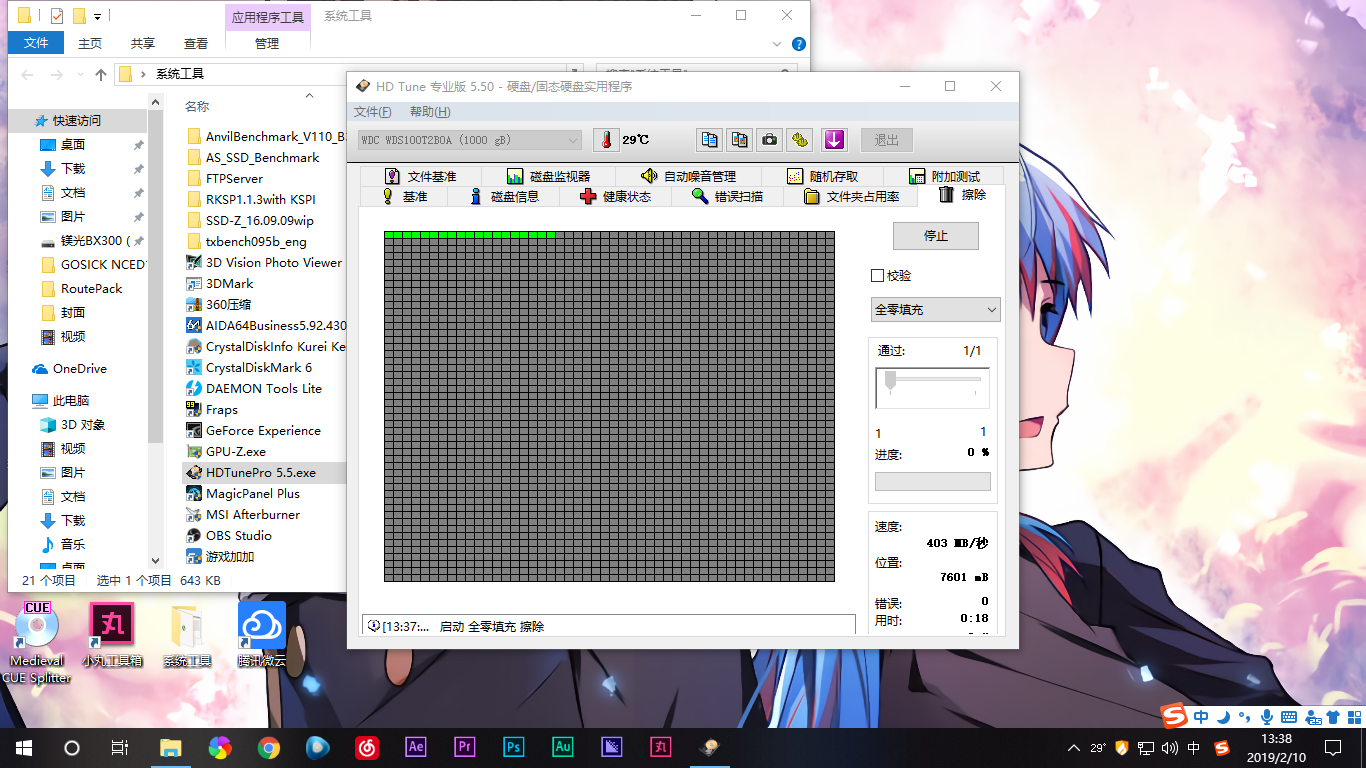 应用程序工具 系统工具
文件 主页 共享 查看 管理
系统工具
名称
快速访问
桌面
下载
文档
图片
镁光BX300 (
GOSICK NCED
RoutePack
封面
视频
OneDrive
此电脑
3D 对象
视频
图片
文档
下载
音乐
桌面
AnvilBenchmark_V110_B
AS_SSD_Benchmark
FTPServer
RKSP1.1.3with KSPI
SSD-Z_16.09.09wip
txbench095b_eng
3D Vision Photo Viewer
3DMark
360压缩
AIDA64Business5.92.430
CrystalDiskInfo Kurei Ke
CrystalDiskMark 6
DAEMON Tools Lite
Fraps
GeForce Experience
GPU-Z.exe
HDTunePro 5.5.exe
MagicPanel Plus
MSI Afterburner
OBS Studio
游戏加加
21 个项目 选中 1 个项目 643 KB
HD Tune 专业版 5.50 - 硬盘/固态硬盘实用程序
文件(F) 帮助(H)
WDC WDS100T2B0A (1000 gB)
29℃
退出
文件基准 磁盘监视器 自动噪音管理 随机存取 附加测试
基准 磁盘信息 健康状态 错误扫描 文件夹占用率 擦除
停止
校验
全零填充
通过: 1/1
1 1
进度: 0 %
速度:
403 MB/秒
位置:
7601 mB
错误: 0
用时: 0:18
[13:37:... 启动 全零填充 擦除
CUE
Medieval
CUE Splitter
丸
小丸工具箱
系统工具
腾讯微云
中
Ae Pr Ps Au 丸
29° 中
13:38
2019/2/10